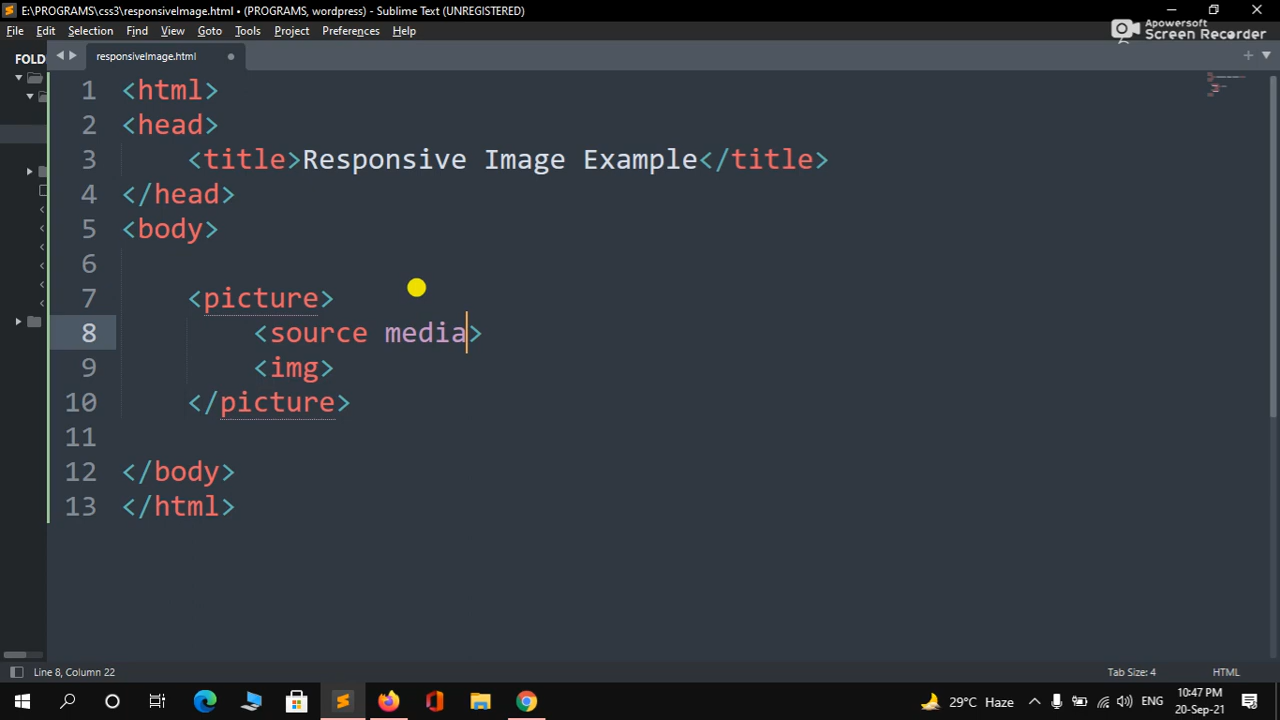 E:\PROGRAMS\css3\responsiveImage.html • (PROGRAMS, wordpress) - Sublime Text (UNREGISTERED)
File Edit Selection Find View Goto Tools Project Preferences Help
Apowersoft
Screen Recorder
FOLD
responsiveImage.html
1 <html>
2 <head>
3 <title>Responsive Image Example</title>
4 </head>
5 <body>
6
7 <picture>
8 <source media>
9 <img>
10 </picture>
11
12 </body>
13 </html>
Line 8, Column 22
Tab Size: 4
HTML
29°C Haze
ENG
10:47 PM
20-Sep-21